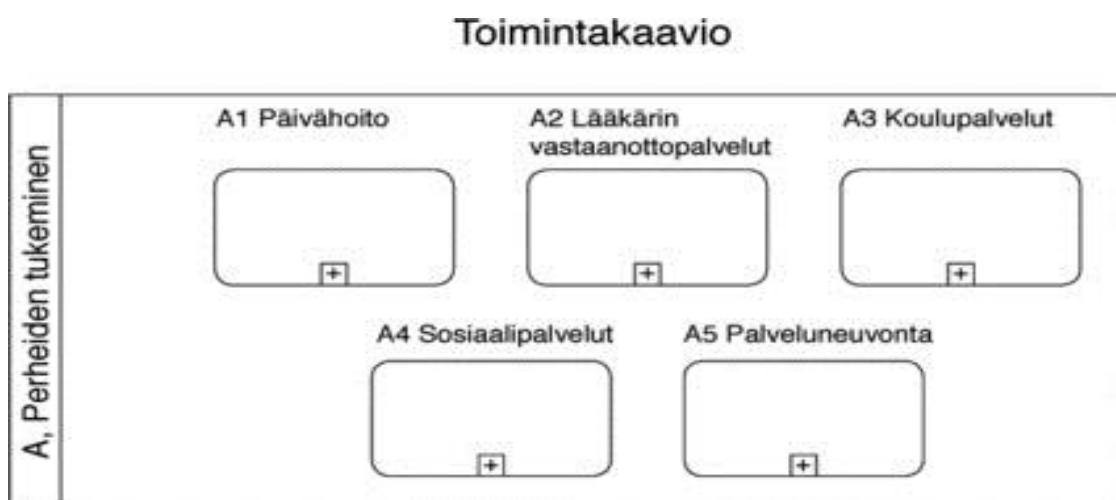 Toimintakaavio
A, Perheiden tukeminen
A1 Päivähoito
A2 Lääkärin
vastaanottopalvelut
A3 Koulupalvelut
A4 Sosiaalipalvelut
A5 Palveluneuvonta